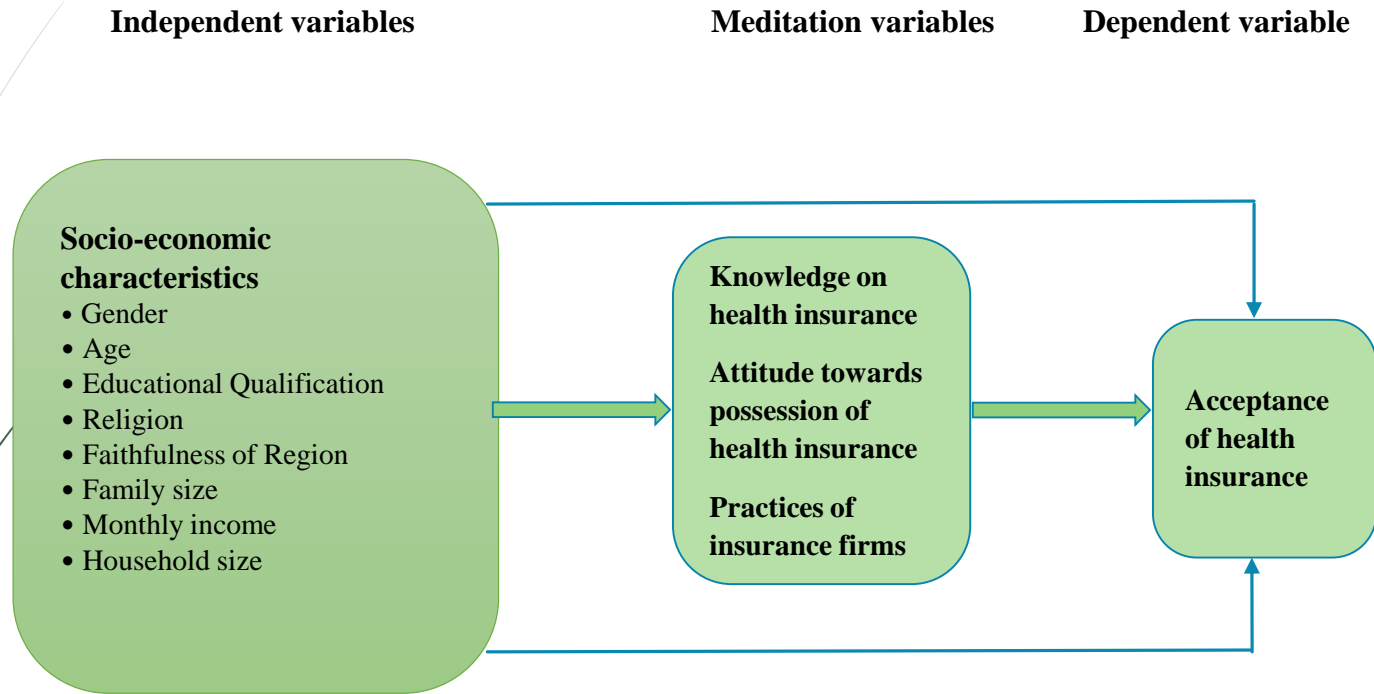 Independent variables
Meditation variables
Dependent variable
Socio-economic
characteristics
• Gender
• Age
• Educational Qualification
• Religion
• Faithfulness of Region
• Family size
• Monthly income
• Household size
Knowledge on
health insurance
Attitude towards
possession of
health insurance
Practices of
insurance firms
Acceptance
of health
insurance